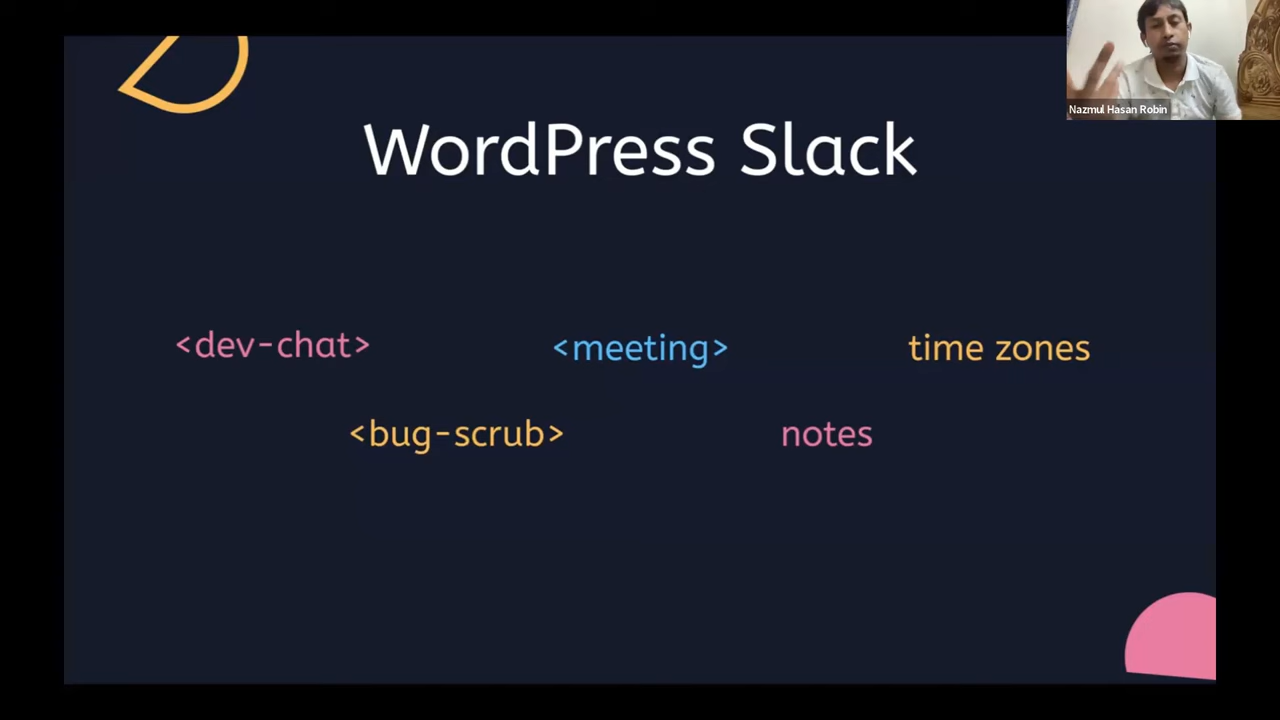 Nazmul Hasan Robin
WordPress Slack
<dev-chat> <meeting> time zones
<bug-scrub> notes